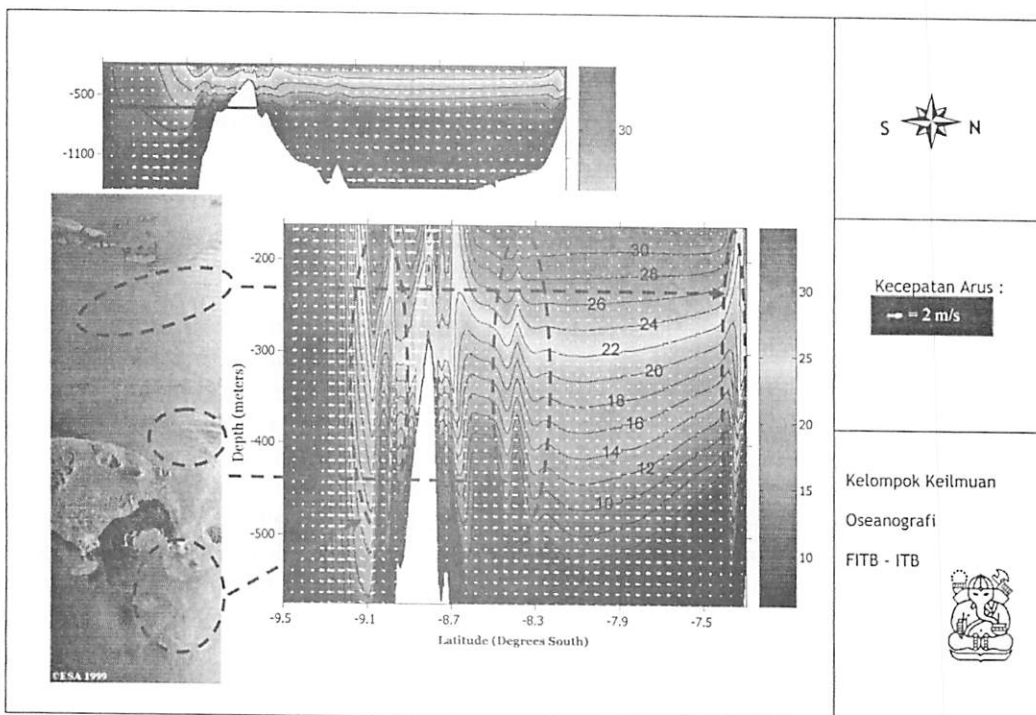 -500
-1100
30
S N
Kecepatan Arus :
= 2 m/s
Kelompok Keilmuan
Oseanografi
FITB - ITB
Depth (meters)
-200
-300
-400
-500
30
28
26
24
22
20
18
16
14
12
10
30
25
20
15
10
-9.5 -9.1 -8.7 -8.3 -7.9 -7.5
Latitude (Degrees South)
©ESA 1999